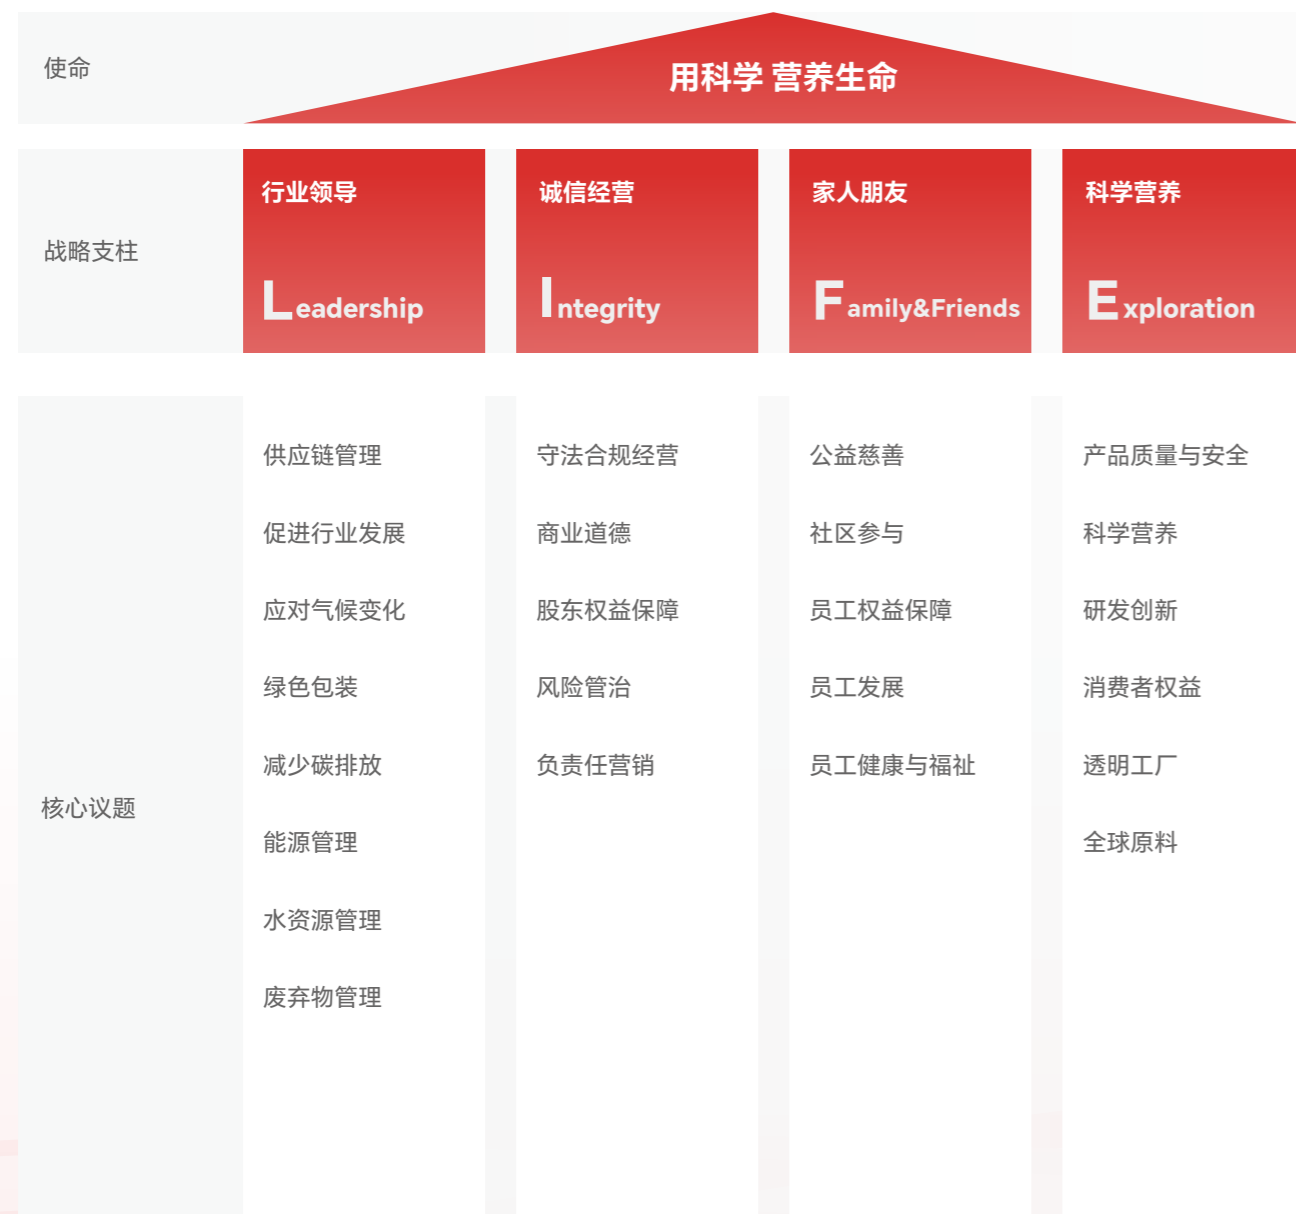 使命
用科学 营养生命
战略支柱
行业领导
Leadership
诚信经营
Integrity
家人朋友
Family&Friends
科学营养
Exploration
核心议题
供应链管理
促进行业发展
应对气候变化
绿色包装
减少碳排放
能源管理
水资源管理
废弃物管理
守法合规经营
商业道德
股东权益保障
风险管治
负责任营销
公益慈善
社区参与
员工权益保障
员工发展
员工健康与福祉
产品质量与安全
科学营养
研发创新
消费者权益
透明工厂
全球原料